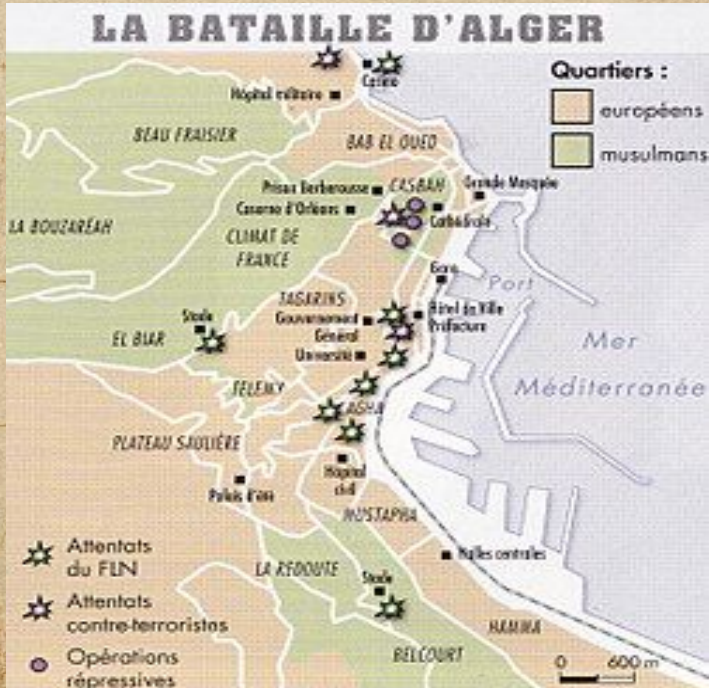 LA BATAILLE D'ALGER
Quartiers :
européens
musulmans
Casino
Hôpital militaire
BEAU FRAISIER
BAB EL OUED
Prison Barberousse
CASBAH
Grande Mosquée
Caserne d'Orléans
Cathédrale
LA BOUZARÉAH
CLIMAT DE
FRANCE
Gare
Port
TAGARINS
Stade
Gouvernement
Général
Hôtel de Ville
Préfecture
EL BIAR
Université
Mer
Méditerranée
TELEMY
AGHA
PLATEAU SAULIÈRE
Hôpital
civil
Palais d'été
MUSTAPHA
Halles centrales
Attentats
du FLN
LA REDOUTE
Stade
Attentats
contre-terroristes
HAMMA
BELCOURT
Opérations
répressives
0 600 m